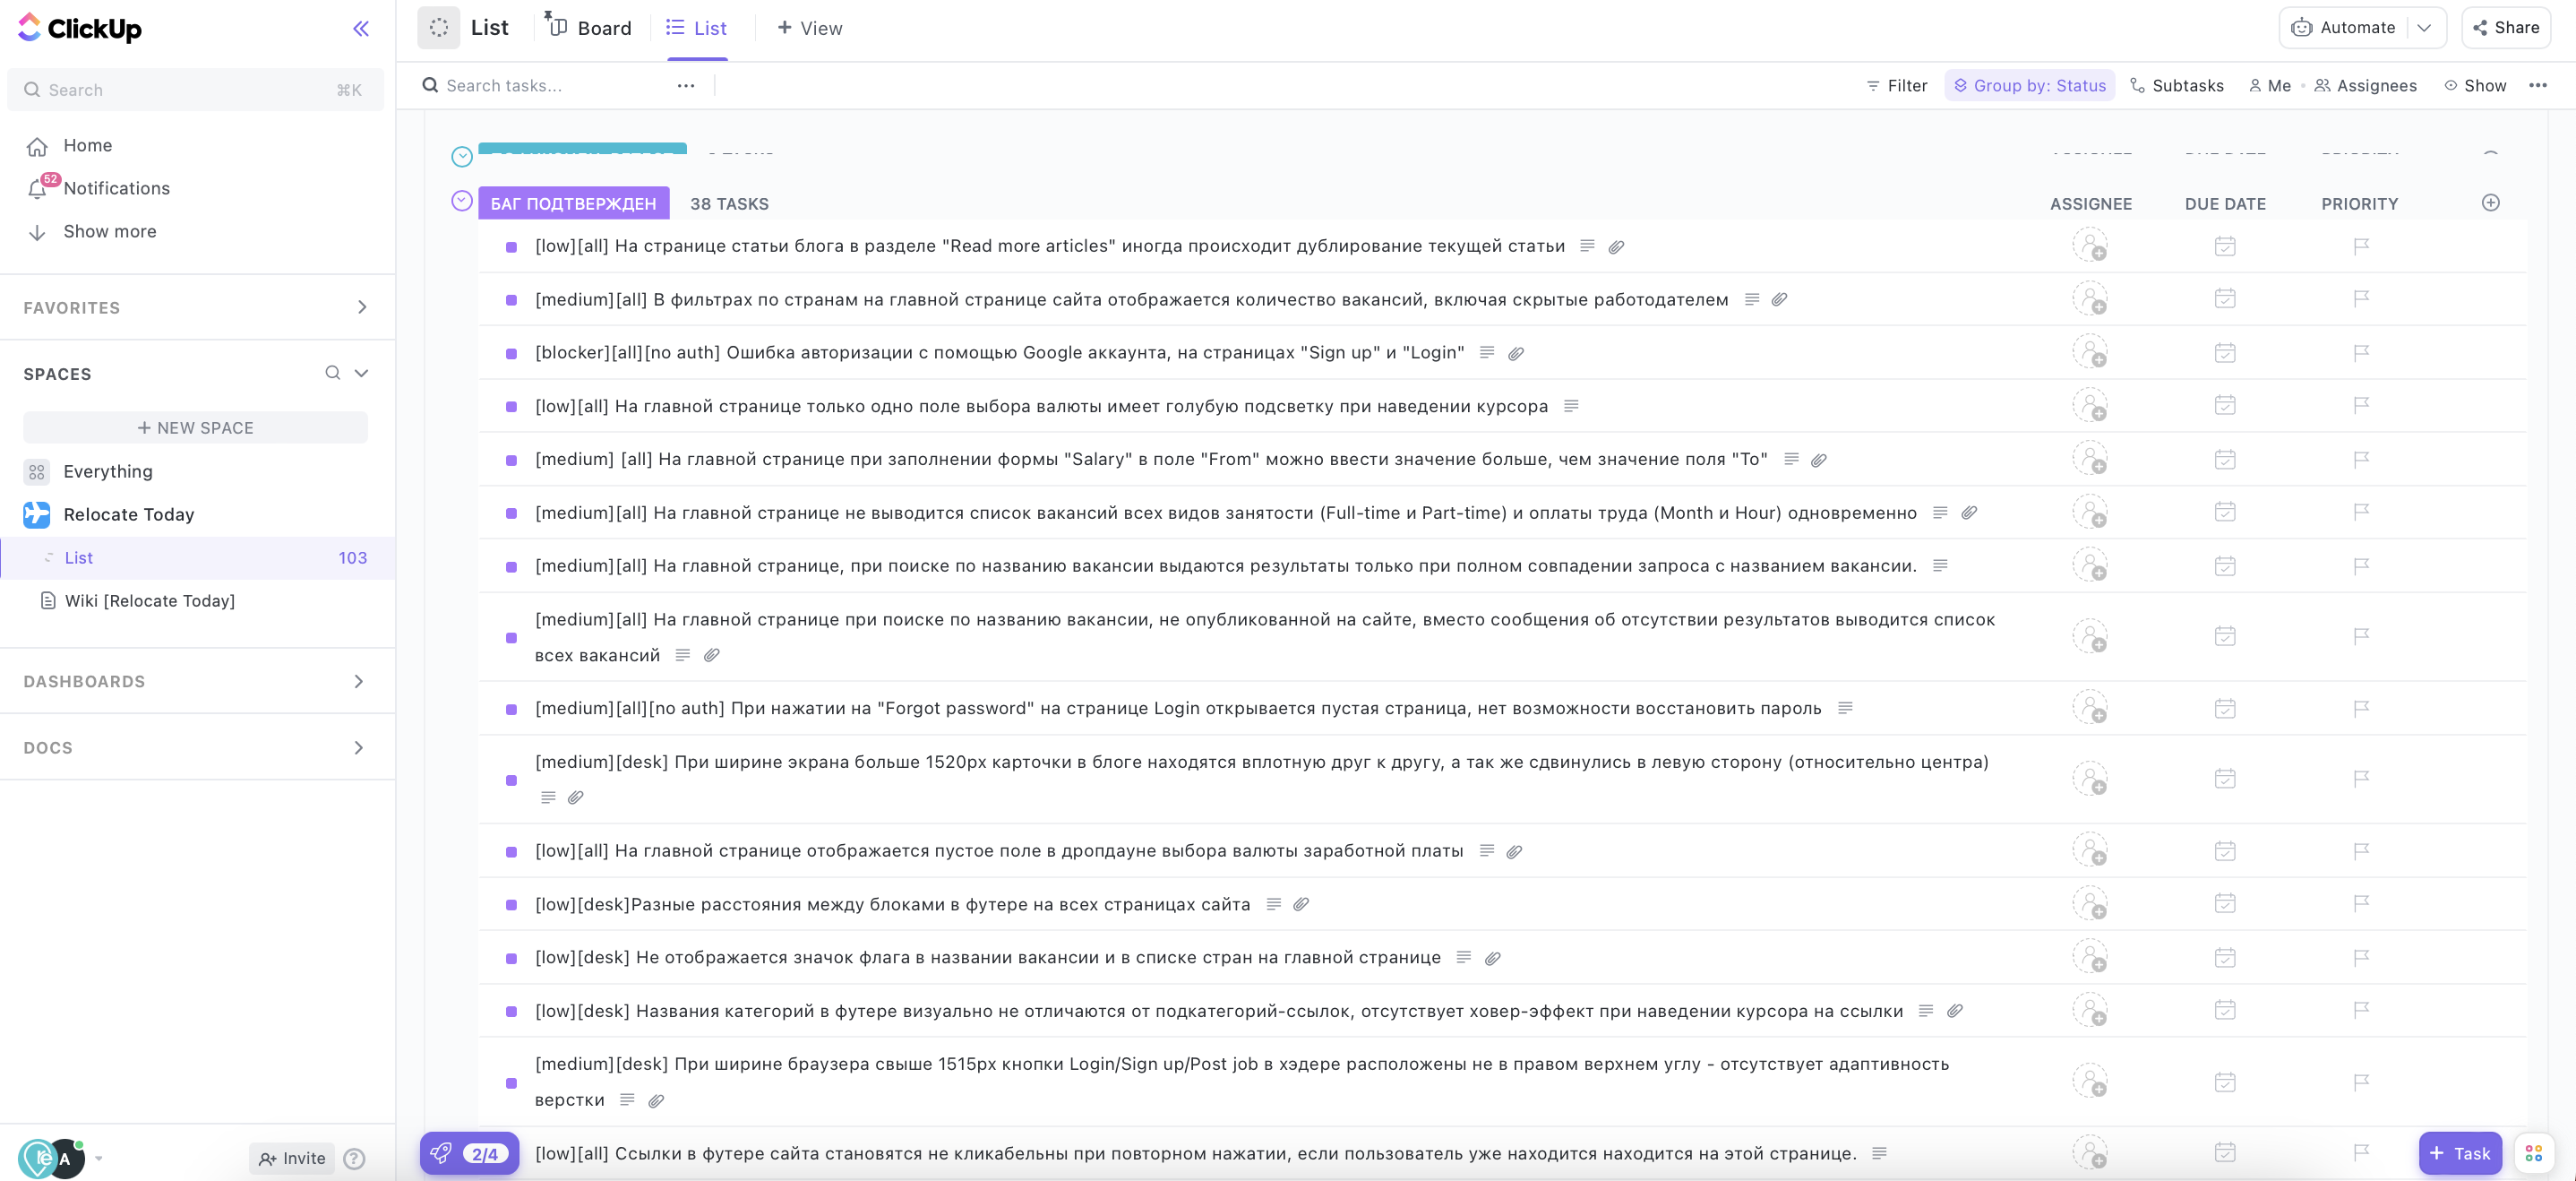 ClickUp
Search ⌘K
Home
52
Notifications
Show more
FAVORITES
SPACES
+ NEW SPACE
Everything
Relocate Today
List 103
Wiki [Relocate Today]
DASHBOARDS
DOCS
re A
Invite
List Board List + View
Automate Share
Search tasks...
Filter Group by: Status Subtasks Me Assignees Show
ASSIGNEE DUE DATE PRIORITY
БАГ ПОДТВЕРЖДЕН 38 TASKS ASSIGNEE DUE DATE PRIORITY
[low][all] На странице статьи блога в разделе "Read more articles" иногда происходит дублирование текущей статьи
[medium][all] В фильтрах по странам на главной странице сайта отображается количество вакансий, включая скрытые работодателем
[blocker][all][no auth] Ошибка авторизации с помощью Google аккаунта, на страницах "Sign up" и "Login"
[low][all] На главной странице только одно поле выбора валюты имеет голубую подсветку при наведении курсора
[medium] [all] На главной странице при заполнении формы "Salary" в поле "From" можно ввести значение больше, чем значение поля "To"
[medium][all] На главной странице не выводится список вакансий всех видов занятости (Full-time и Part-time) и оплаты труда (Month и Hour) одновременно
[medium][all] На главной странице, при поиске по названию вакансии выдаются результаты только при полном совпадении запроса с названием вакансии.
[medium][all] На главной странице при поиске по названию вакансии, не опубликованной на сайте, вместо сообщения об отсутствии результатов выводится список
всех вакансий
[medium][all][no auth] При нажатии на "Forgot password" на странице Login открывается пустая страница, нет возможности восстановить пароль
[medium][desk] При ширине экрана больше 1520px карточки в блоге находятся вплотную друг к другу, а так же сдвинулись в левую сторону (относительно центра)
[low][all] На главной странице отображается пустое поле в дропдауне выбора валюты заработной платы
[low][desk]Разные расстояния между блоками в футере на всех страницах сайта
[low][desk] Не отображается значок флага в названии вакансии и в списке стран на главной странице
[low][desk] Названия категорий в футере визуально не отличаются от подкатегорий-ссылок, отсутствует ховер-эффект при наведении курсора на ссылки
[medium][desk] При ширине браузера свыше 1515px кнопки Login/Sign up/Post job в хэдере расположены не в правом верхнем углу - отсутствует адаптивность
верстки
[low][all] Ссылки в футере сайта становятся не кликабельны при повторном нажатии, если пользователь уже находится находится на этой странице.
2/4
+ Task